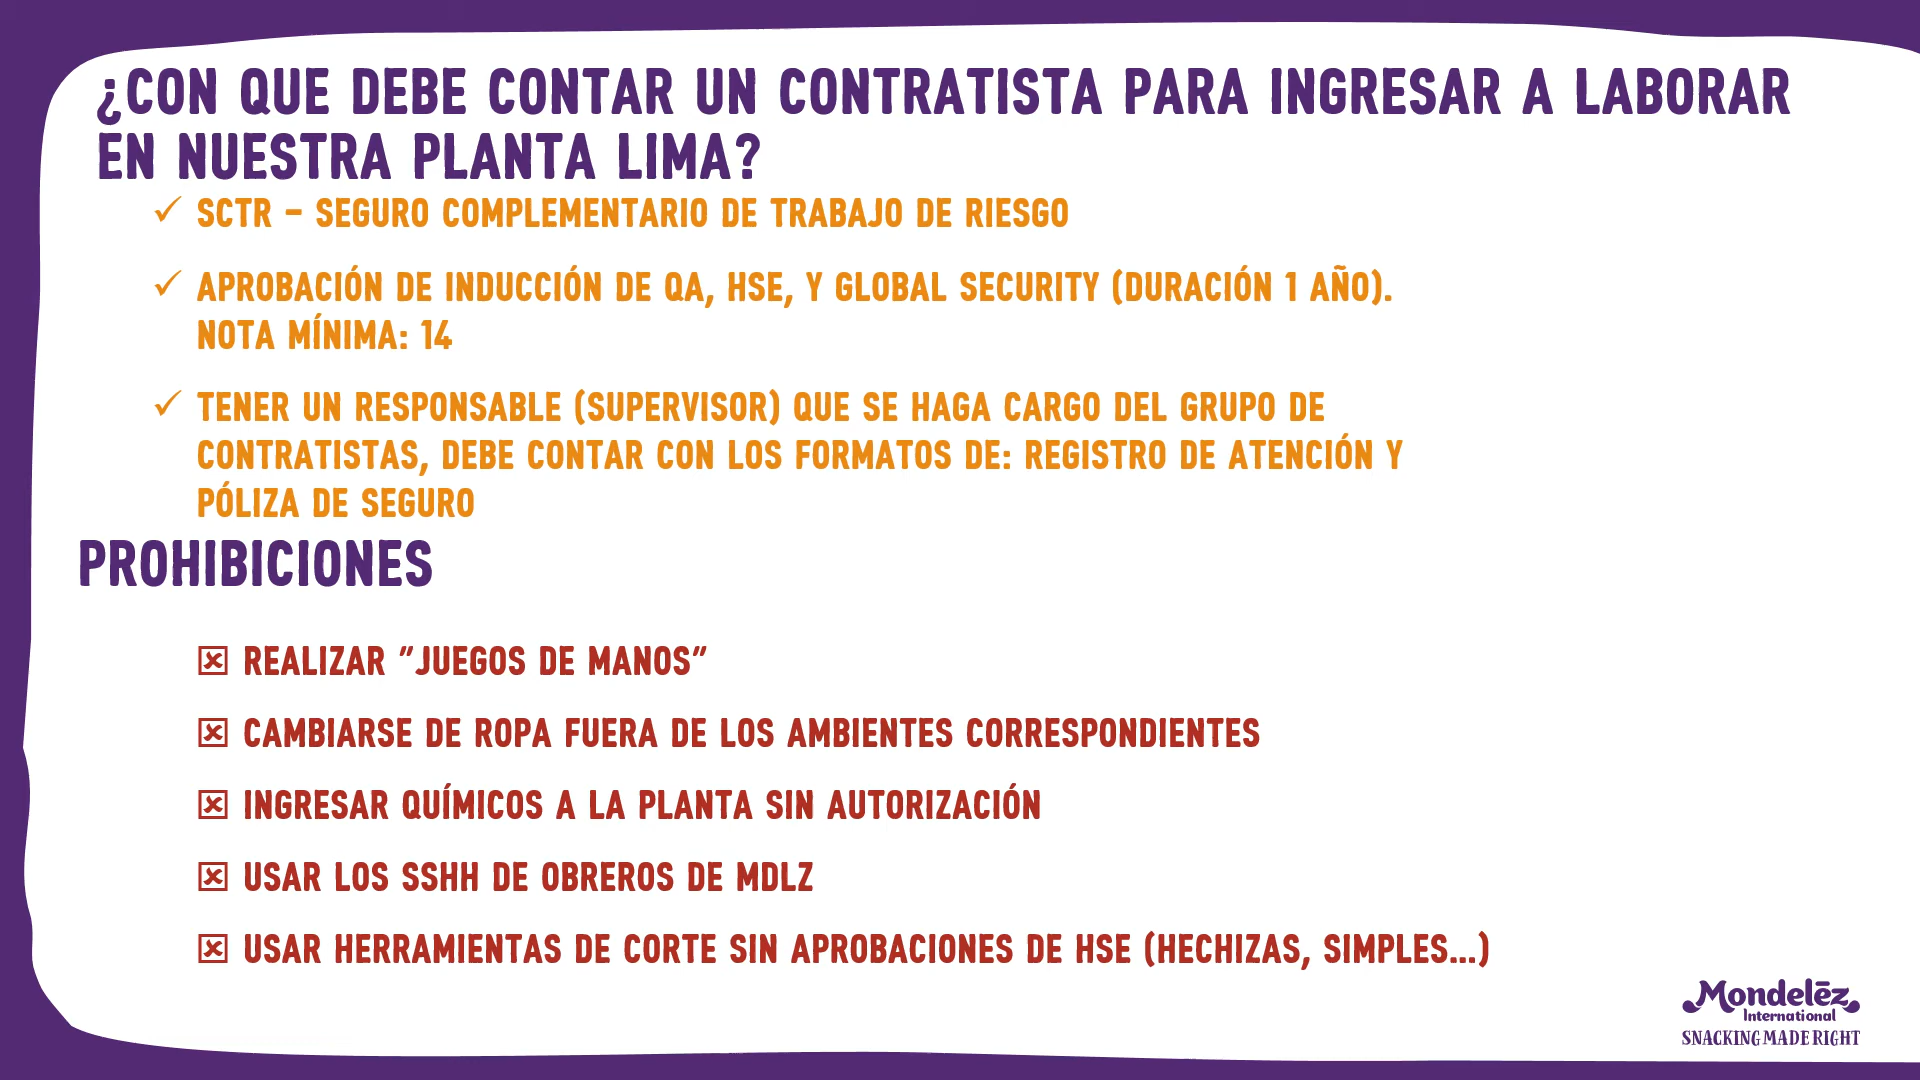 ¿CON QUE DEBE CONTAR UN CONTRATISTA PARA INGRESAR A LABORAR
EN NUESTRA PLANTA LIMA?
✓ SCTR – SEGURO COMPLEMENTARIO DE TRABAJO DE RIESGO
✓ APROBACIÓN DE INDUCCIÓN DE QA, HSE, Y GLOBAL SECURITY (DURACIÓN 1 AÑO).
NOTA MÍNIMA: 14
✓ TENER UN RESPONSABLE (SUPERVISOR) QUE SE HAGA CARGO DEL GRUPO DE
CONTRATISTAS, DEBE CONTAR CON LOS FORMATOS DE: REGISTRO DE ATENCIÓN Y
PÓLIZA DE SEGURO
PROHIBICIONES
☒ REALIZAR "JUEGOS DE MANOS"
☒ CAMBIARSE DE ROPA FUERA DE LOS AMBIENTES CORRESPONDIENTES
☒ INGRESAR QUÍMICOS A LA PLANTA SIN AUTORIZACIÓN
☒ USAR LOS SSHH DE OBREROS DE MDLZ
☒ USAR HERRAMIENTAS DE CORTE SIN APROBACIONES DE HSE (HECHIZAS, SIMPLES...)
Mondelēz
International
SNACKING MADE RIGHT